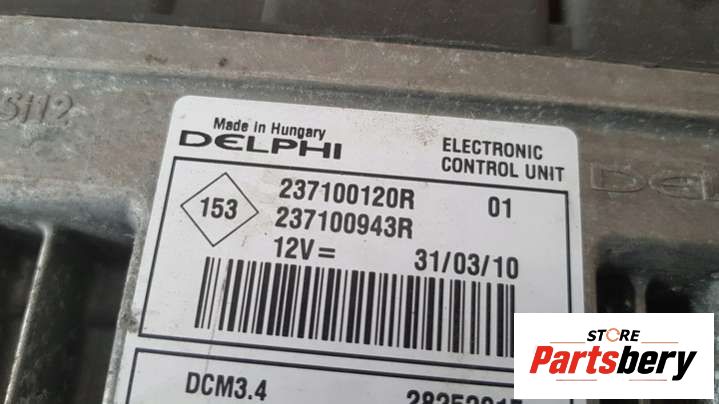 Made in Hungary
DELPHI
ELECTRONIC
CONTROL UNIT
153
237100120R 01
237100943R
12V= 31/03/10
DCM3.4
STORE
Partsbery